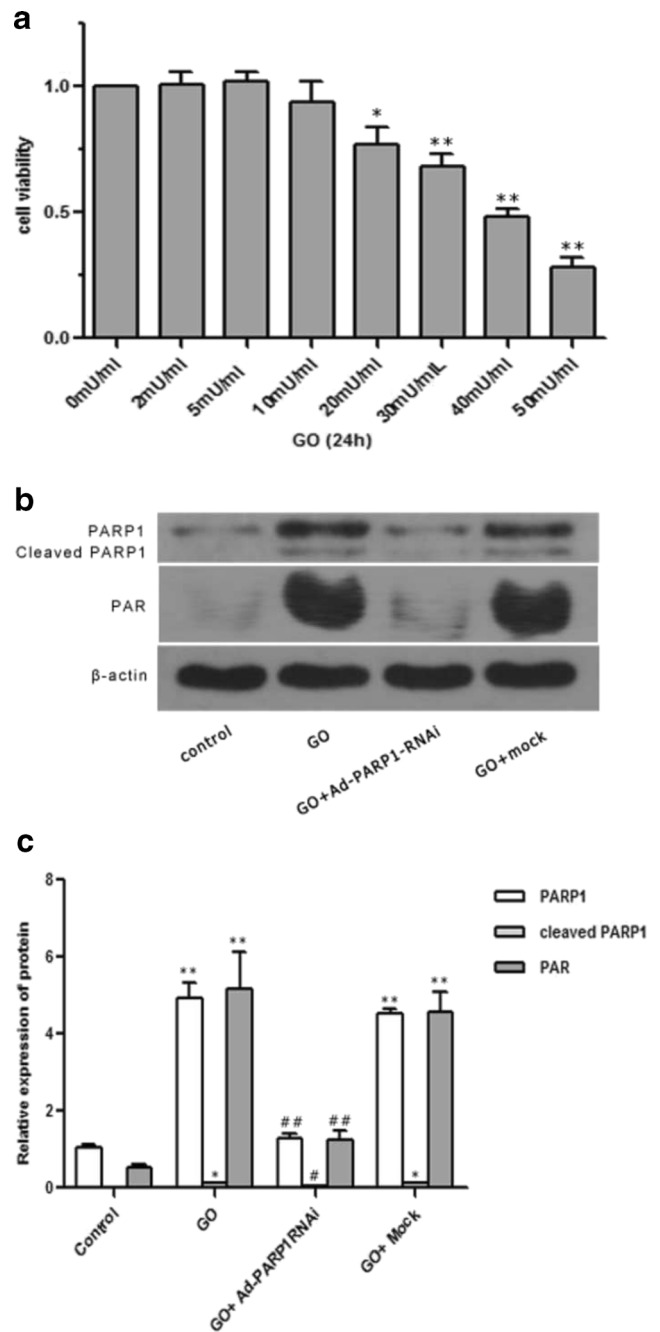 a
cell viability
1.0
0.5
0.0
*
**
**
**
0mU/ml
2mU/ml
5mU/ml
10mU/ml
20mU/ml
30mU/mlL
40mU/ml
50mU/ml
GO (24h)
b
PARP1
Cleaved PARP1
PAR
β-actin
control
GO
GO+Ad-PARP1-RNAi
GO+mock
c
Relative expression of protein
8
6
4
2
0
**
*
**
##
#
##
**
*
**
Control
GO
GO+ Ad-PARP1RNAi
GO+ Mock
PARP1
cleaved PARP1
PAR